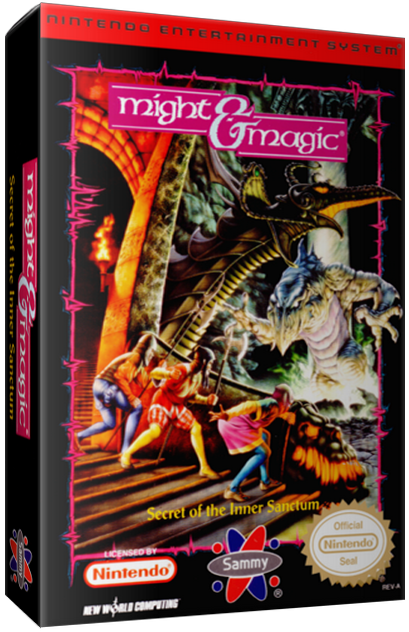 NINTENDO ENTERTAINMENT SYSTEM®
might
&
magic®
might & magic
Secret of the Inner Sanctum
Secret of the Inner Sanctum
LICENSED BY
Nintendo®
NEW WORLD COMPUTING
Sammy
®
Official
Nintendo
Seal
REV-A
Sammy